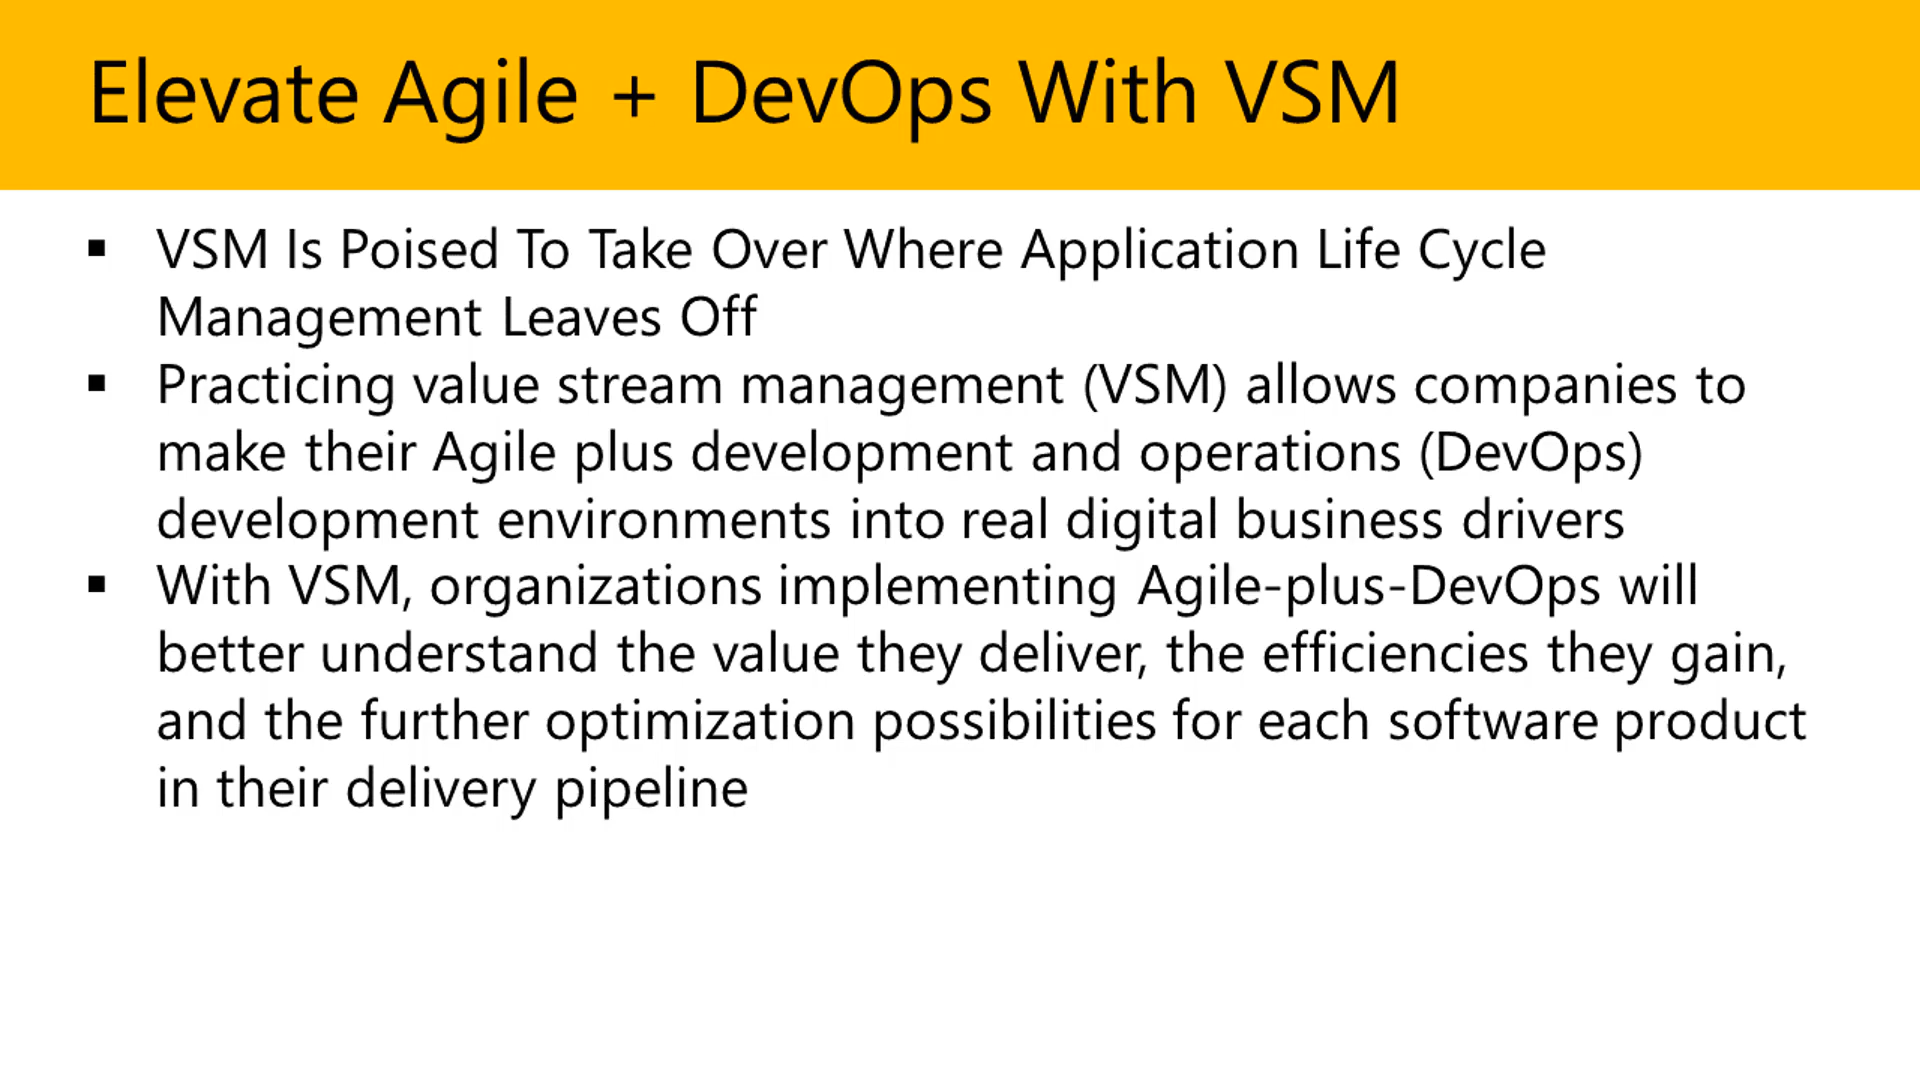 Elevate Agile + DevOps With VSM
▪ VSM Is Poised To Take Over Where Application Life Cycle
Management Leaves Off
▪ Practicing value stream management (VSM) allows companies to
make their Agile plus development and operations (DevOps)
development environments into real digital business drivers
▪ With VSM, organizations implementing Agile-plus-DevOps will
better understand the value they deliver, the efficiencies they gain,
and the further optimization possibilities for each software product
in their delivery pipeline